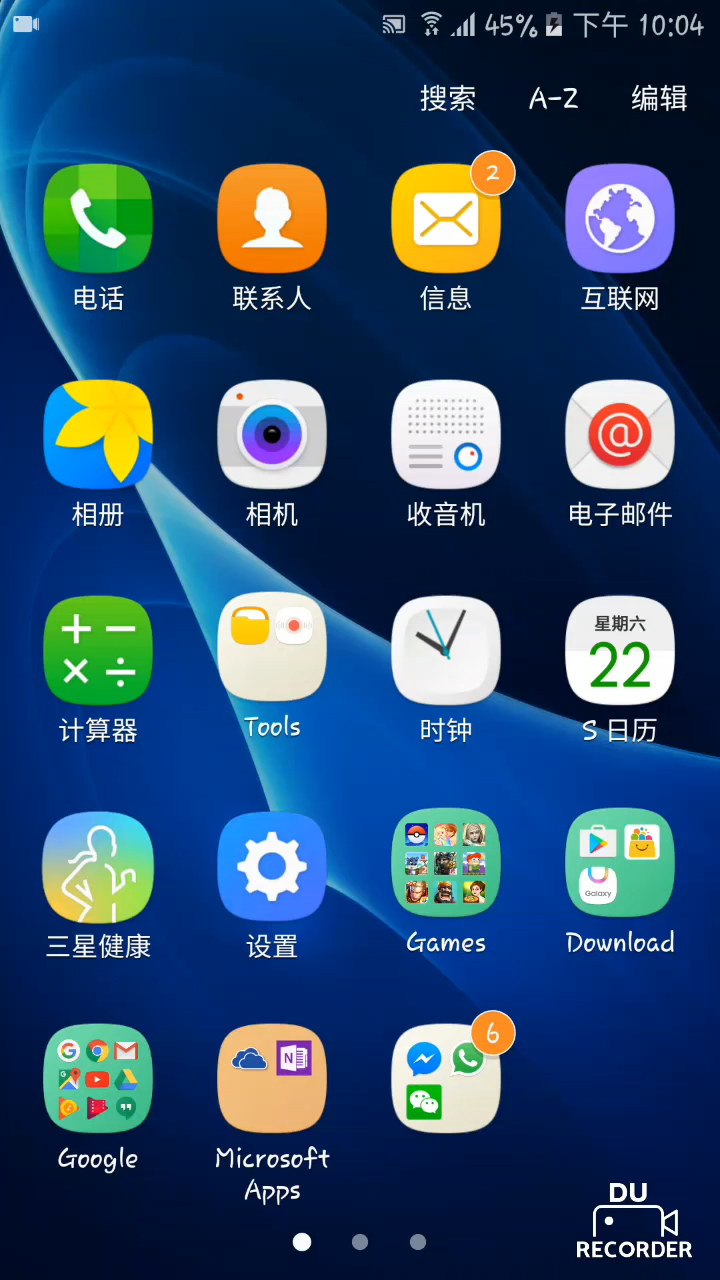 45% 下午 10:04
搜索 A-Z 编辑
2
电话 联系人 信息 互联网
相册 相机 收音机 电子邮件
星期六
22
计算器 Tools 时钟 S 日历
Galaxy
三星健康 设置 Games Download
6
N
Google Microsoft Apps
DU
RECORDER